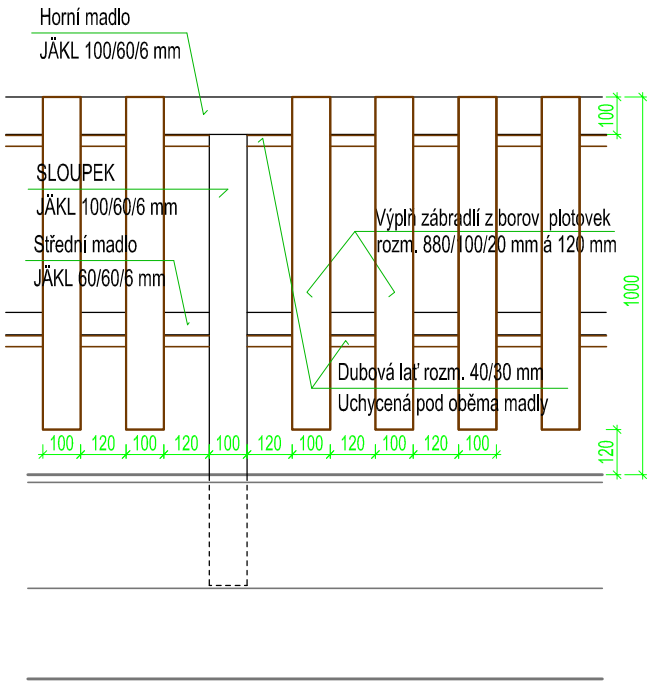 Horní madlo
JÄKL 100/60/6 mm
100
SLOUPEK
JÄKL 100/60/6 mm
Výplň zábradlí z borov. plotovek
rozm. 880/100/20 mm á 120 mm
Střední madlo
JÄKL 60/60/6 mm
1000
Dubová lať rozm. 40/30 mm
Uchycená pod oběma madly
100 120 100 120 100 120 100 120 100 120 100
120